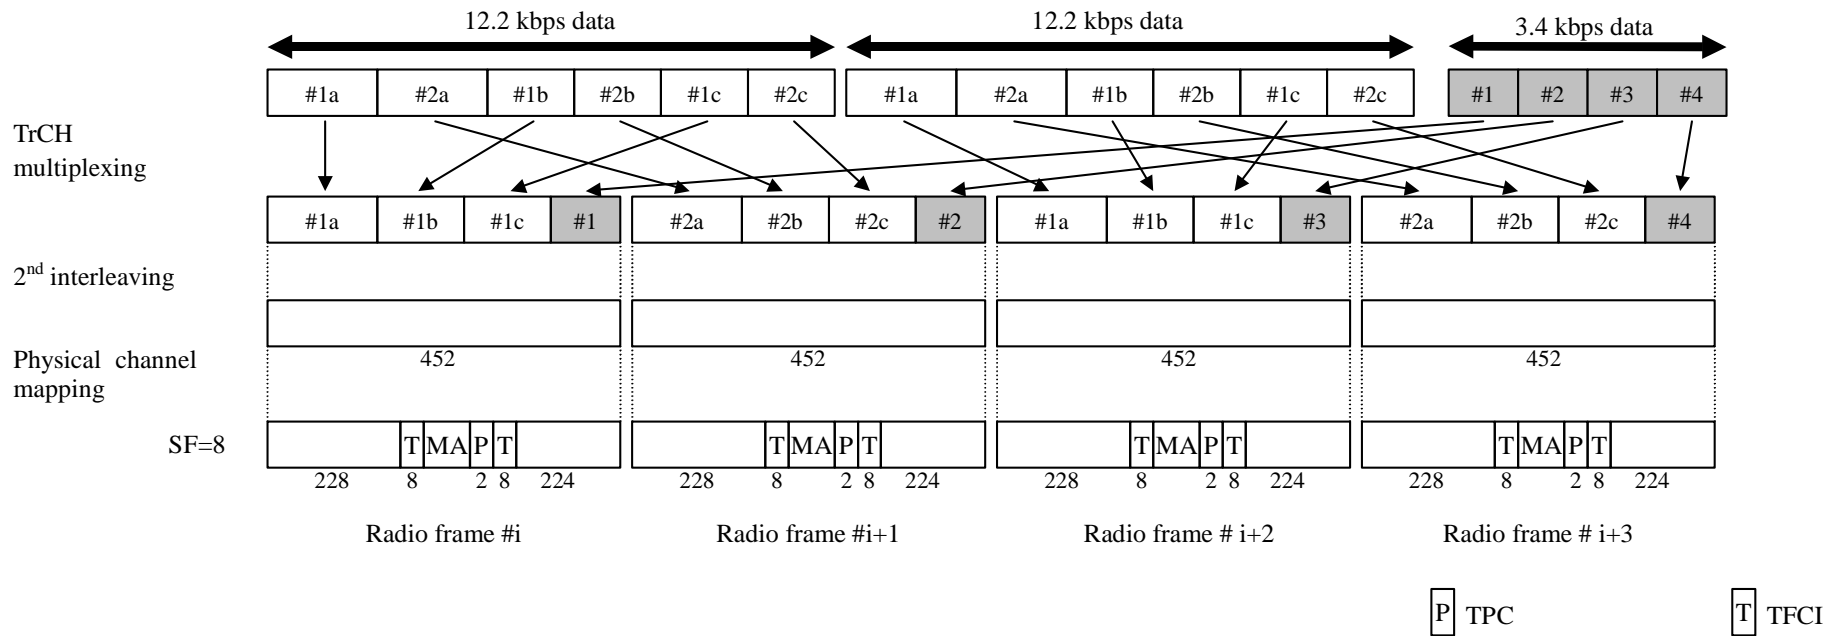 12.2 kbps data 12.2 kbps data 3.4 kbps data
#1a #2a #1b #2b #1c #2c #1a #2a #1b #2b #1c #2c #1 #2 #3 #4
TrCH
multiplexing
#1a #1b #1c #1 #2a #2b #2c #2 #1a #1b #1c #3 #2a #2b #2c #4
2nd interleaving
Physical channel
mapping
452 452 452 452
SF=8
T MA P T T MA P T T MA P T T MA P T
228 8 2 8 224 228 8 2 8 224 228 8 2 8 224 228 8 2 8 224
Radio frame #i Radio frame #i+1 Radio frame # i+2 Radio frame # i+3
P TPC T TFCI